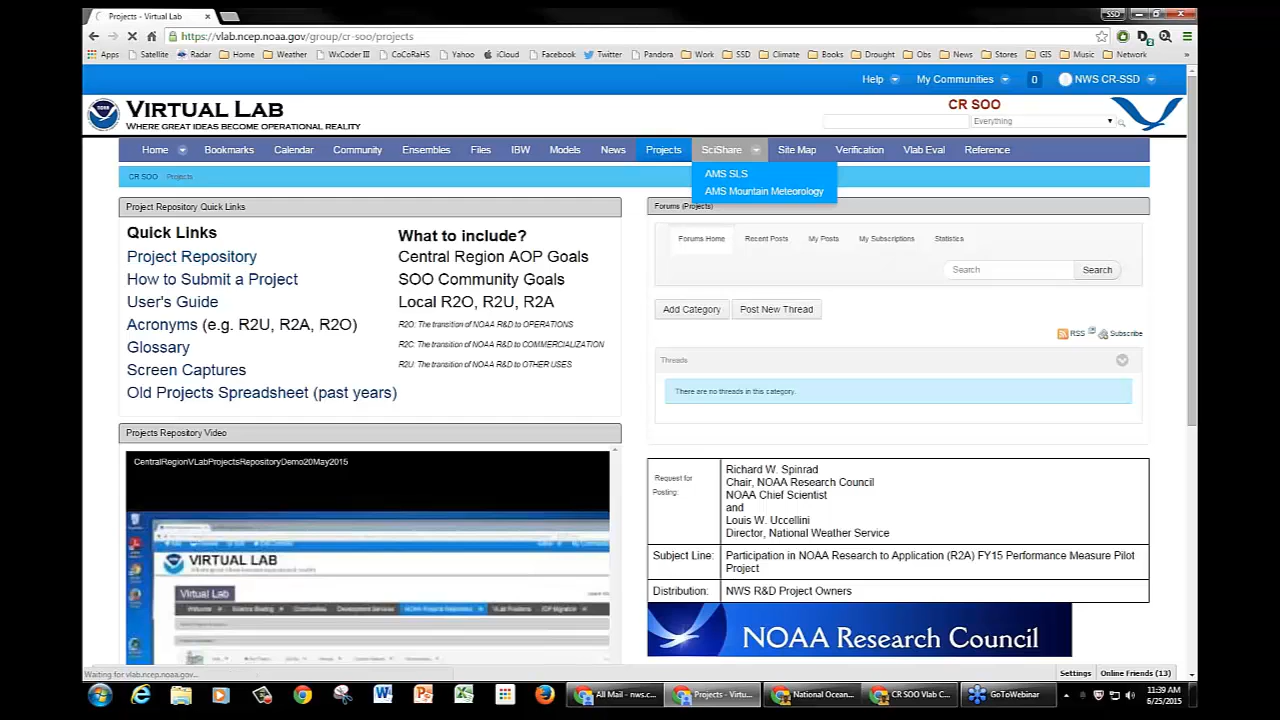 Projects - Virtual Lab
SSD
https://vlab.ncep.noaa.gov/group/cr-soo/projects
Apps Satellite Radar Home Weather WxCoder III CoCoRaHS Yahoo iCloud Facebook Twitter Pandora Work SSD Climate Books Drought Obs News Stores GIS Music Network
Help My Communities 0 NWS CR-SSD
VIRTUAL LAB
WHERE GREAT IDEAS BECOME OPERATIONAL REALITY
CR SOO
Everything
Home Bookmarks Calendar Community Ensembles Files IBW Models News Projects SciShare Site Map Verification Vlab Eval Reference
AMS SLS
AMS Mountain Meteorology
CR SOO Projects
Project Repository Quick Links
Quick Links
Project Repository
How to Submit a Project
User's Guide
Acronyms (e.g. R2U, R2A, R2O)
Glossary
Screen Captures
Old Projects Spreadsheet (past years)
What to include?
Central Region AOP Goals
SOO Community Goals
Local R2O, R2U, R2A
R2O: The transition of NOAA R&D to OPERATIONS
R2C: The transition of NOAA R&D to COMMERCIALIZATION
R2U: The transition of NOAA R&D to OTHER USES
Projects Repository Video
CentralRegionVLabProjectsRepositoryDemo20May2015
VIRTUAL LAB
Virtual Lab
Forums (Projects)
Forums Home Recent Posts My Posts My Subscriptions Statistics
Search Search
Add Category Post New Thread
RSS Subscribe
Threads
There are no threads in this category.
Request for Posting:
Richard W. Spinrad
Chair, NOAA Research Council
NOAA Chief Scientist
and
Louis W. Uccellini
Director, National Weather Service
Subject Line: Participation in NOAA Research to Application (R2A) FY15 Performance Measure Pilot
Project
Distribution: NWS R&D Project Owners
NOAA Research Council
Waiting for vlab.ncep.noaa.gov...
Settings Online Friends (13)
All Mail - nws.c... Projects - Virtu... National Ocean... CR SOO Vlab C... GoToWebinar
11:39 AM
6/25/2015